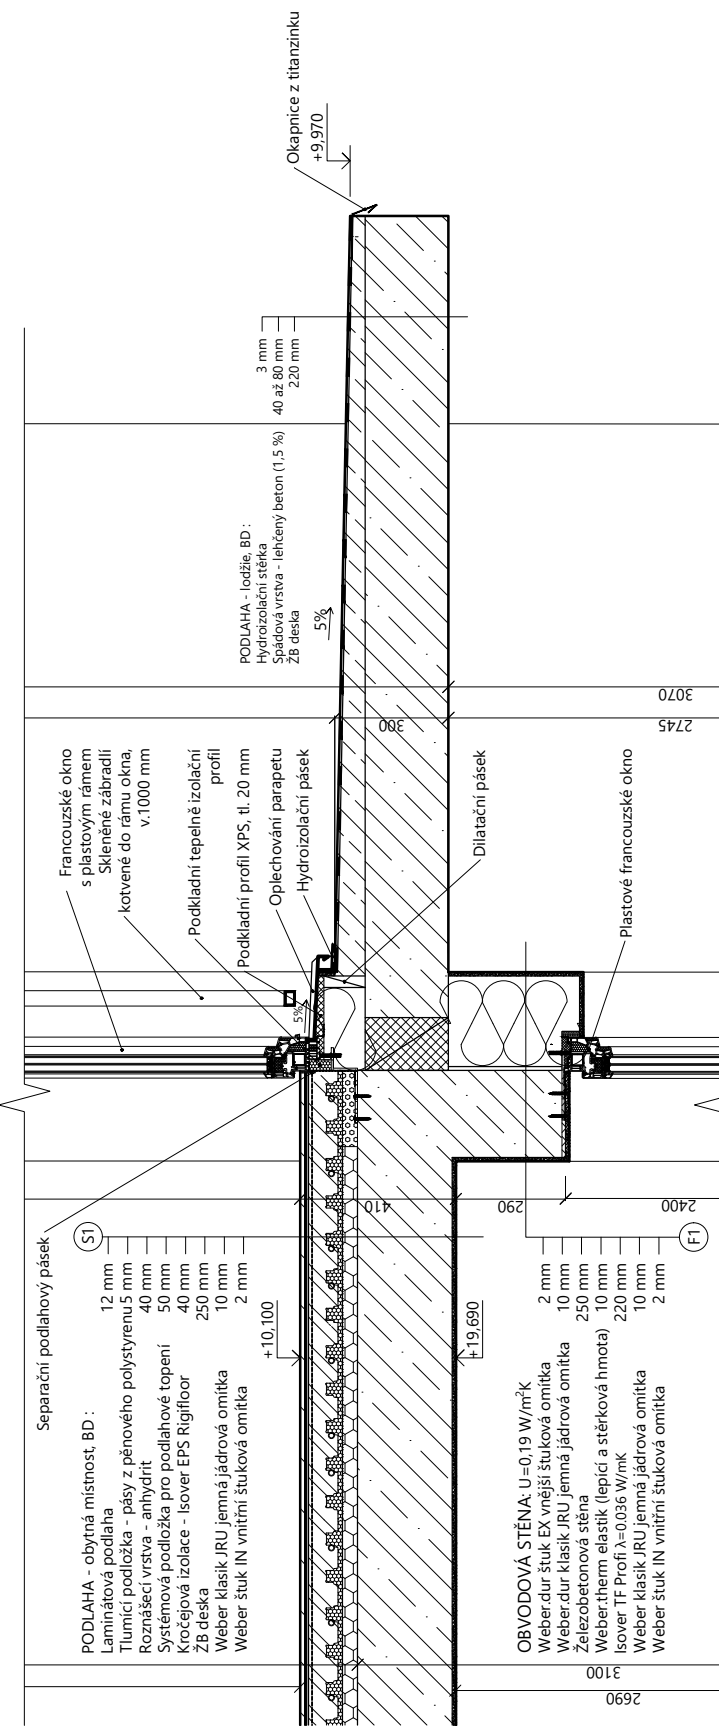 Okapnice z titanzinku
+9,970
PODLAHA - lodžie, BD :
Hydroizolační stěrka 3 mm
Spádová vrstva - lehčený beton (1,5 %) 40 až 80 mm
ŽB deska 220 mm
5%
3070
2745
300
Francouzské okno
s plastovým rámem
Skleněné zábradlí
kotvené do rámu okna,
v.1000 mm
Podkladní tepelně izolační
profil
Podkladní profil XPS, tl. 20 mm
Oplechování parapetu
Hydroizolační pásek
Dilatační pásek
Plastové francouzské okno
5%
Separační podlahový pásek
410
290
2400
S1
PODLAHA - obytná místnost, BD :
Laminátová podlaha 12 mm
Tlumící podložka - pásy z pěnového polystyrenu 5 mm
Roznášecí vrstva - anhydrit 40 mm
Systémová podložka pro podlahové topení 50 mm
Kročejová izolace - Isover EPS Rigifloor 40 mm
ŽB deska 250 mm
Weber klasik JRU jemná jádrová omítka 10 mm
Weber štuk IN vnitřní štuková omítka 2 mm
+10,100
+19,690
F1
OBVODOVÁ STĚNA: U=0,19 W/m²K
Weber.dur štuk EX vnější štuková omítka 2 mm
Weber.dur klasik JRU jemná jádrová omítka 10 mm
Železobetonová stěna 250 mm
Weber.therm elastik (lepící a stěrková hmota) 10 mm
Isover TF Profi λ=0.036 W/mK 220 mm
Weber klasik JRU jemná jádrová omítka 10 mm
Weber štuk IN vnitřní štuková omítka 2 mm
3100
2690